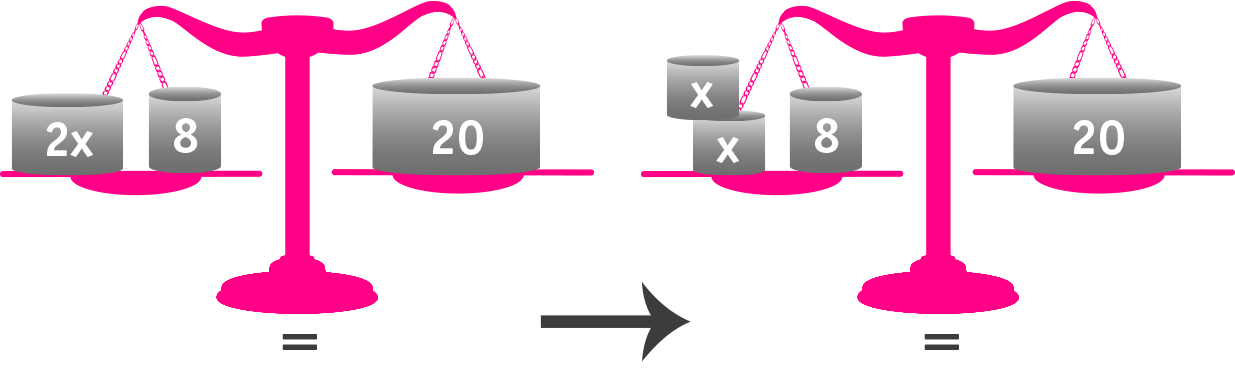 2x 8 20
x
x 8 20
= =